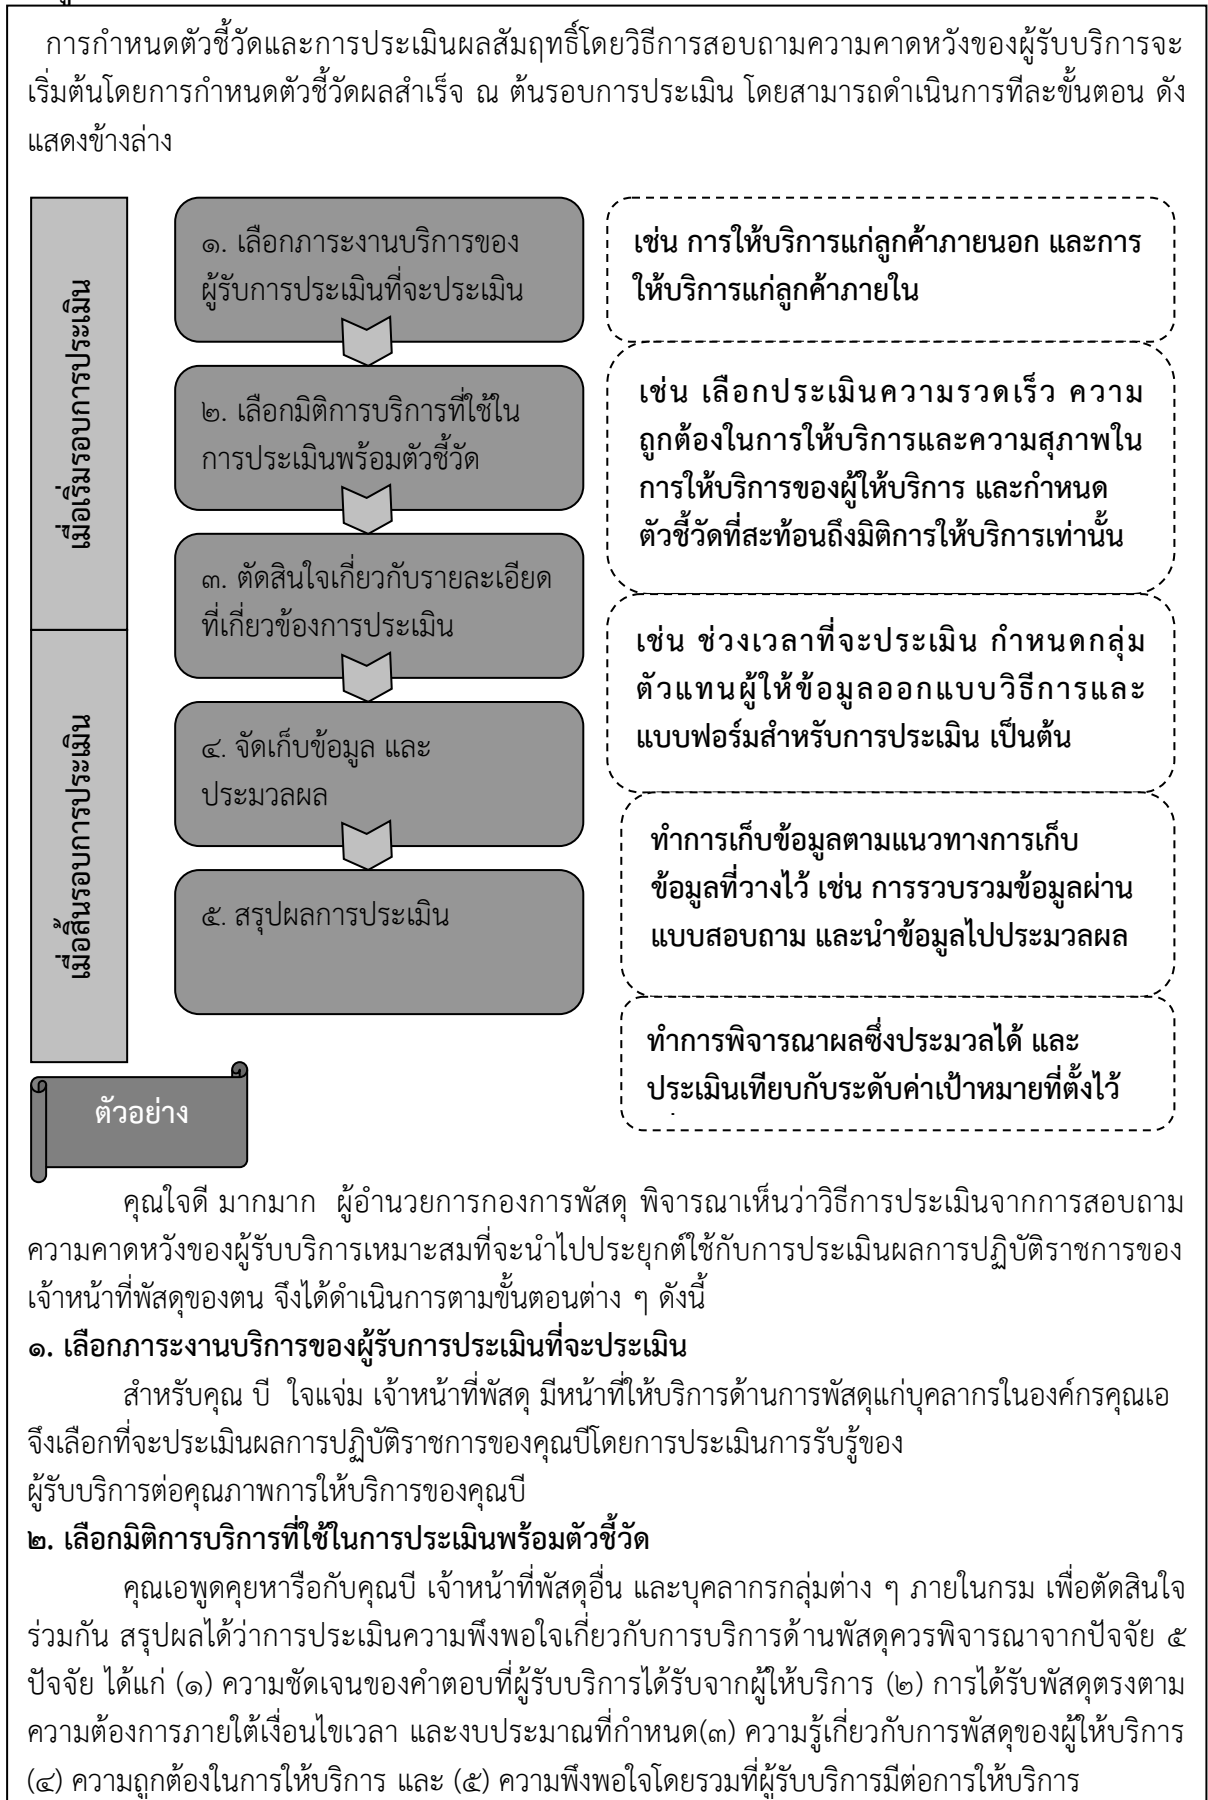 การกำหนดตัวชี้วัดและการประเมินผลสัมฤทธิ์โดยวิธีการสอบถามความคาดหวังของผู้รับบริการจะ
เริ่มต้นโดยการกำหนดตัวชี้วัดผลสำเร็จ ณ ต้นรอบการประเมิน โดยสามารถดำเนินการทีละขั้นตอน ดัง
แสดงข้างล่าง
เมื่อเริ่มรอบการประเมิน
เมื่อสิ้นรอบการประเมิน
๑. เลือกภาระงานบริการของ
ผู้รับการประเมินที่จะประเมิน
เช่น การให้บริการแก่ลูกค้าภายนอก และการ
ให้บริการแก่ลูกค้าภายใน
๒. เลือกมิติการบริการที่ใช้ใน
การประเมินพร้อมตัวชี้วัด
เช่น เลือกประเมินความรวดเร็ว ความ
ถูกต้องในการให้บริการและความสุภาพใน
การให้บริการของผู้ให้บริการ และกำหนด
ตัวชี้วัดที่สะท้อนถึงมิติการให้บริการเท่านั้น
๓. ตัดสินใจเกี่ยวกับรายละเอียด
ที่เกี่ยวข้องการประเมิน
เช่น ช่วงเวลาที่จะประเมิน กำหนดกลุ่ม
ตัวแทนผู้ให้ข้อมูลออกแบบวิธีการและ
แบบฟอร์มสำหรับการประเมิน เป็นต้น
๔. จัดเก็บข้อมูล และ
ประมวลผล
ทำการเก็บข้อมูลตามแนวทางการเก็บ
ข้อมูลที่วางไว้ เช่น การรวบรวมข้อมูลผ่าน
แบบสอบถาม และนำข้อมูลไปประมวลผล
๕. สรุปผลการประเมิน
ทำการพิจารณาผลซึ่งประมวลได้ และ
ประเมินเทียบกับระดับค่าเป้าหมายที่ตั้งไว้
ตัวอย่าง
คุณใจดี มากมาก ผู้อำนวยการกองการพัสดุ พิจารณาเห็นว่าวิธีการประเมินจากการสอบถาม
ความคาดหวังของผู้รับบริการเหมาะสมที่จะนำไปประยุกต์ใช้กับการประเมินผลการปฏิบัติราชการของ
เจ้าหน้าที่พัสดุของตน จึงได้ดำเนินการตามขั้นตอนต่าง ๆ ดังนี้
๑. เลือกภาระงานบริการของผู้รับการประเมินที่จะประเมิน
สำหรับคุณ บี ใจแจ่ม เจ้าหน้าที่พัสดุ มีหน้าที่ให้บริการด้านการพัสดุแก่บุคลากรในองค์กรคุณเอ
จึงเลือกที่จะประเมินผลการปฏิบัติราชการของคุณบีโดยการประเมินการรับรู้ของ
ผู้รับบริการต่อคุณภาพการให้บริการของคุณบี
๒. เลือกมิติการบริการที่ใช้ในการประเมินพร้อมตัวชี้วัด
คุณเอพูดคุยหารือกับคุณบี เจ้าหน้าที่พัสดุอื่น และบุคลากรกลุ่มต่าง ๆ ภายในกรม เพื่อตัดสินใจ
ร่วมกัน สรุปผลได้ว่าการประเมินความพึงพอใจเกี่ยวกับการบริการด้านพัสดุควรพิจารณาจากปัจจัย ๕
ปัจจัย ได้แก่ (๑) ความชัดเจนของคำตอบที่ผู้รับบริการได้รับจากผู้ให้บริการ (๒) การได้รับพัสดุตรงตาม
ความต้องการภายใต้เงื่อนไขเวลา และงบประมาณที่กำหนด(๓) ความรู้เกี่ยวกับการพัสดุของผู้ให้บริการ
(๔) ความถูกต้องในการให้บริการ และ (๕) ความพึงพอใจโดยรวมที่ผู้รับบริการมีต่อการให้บริการ